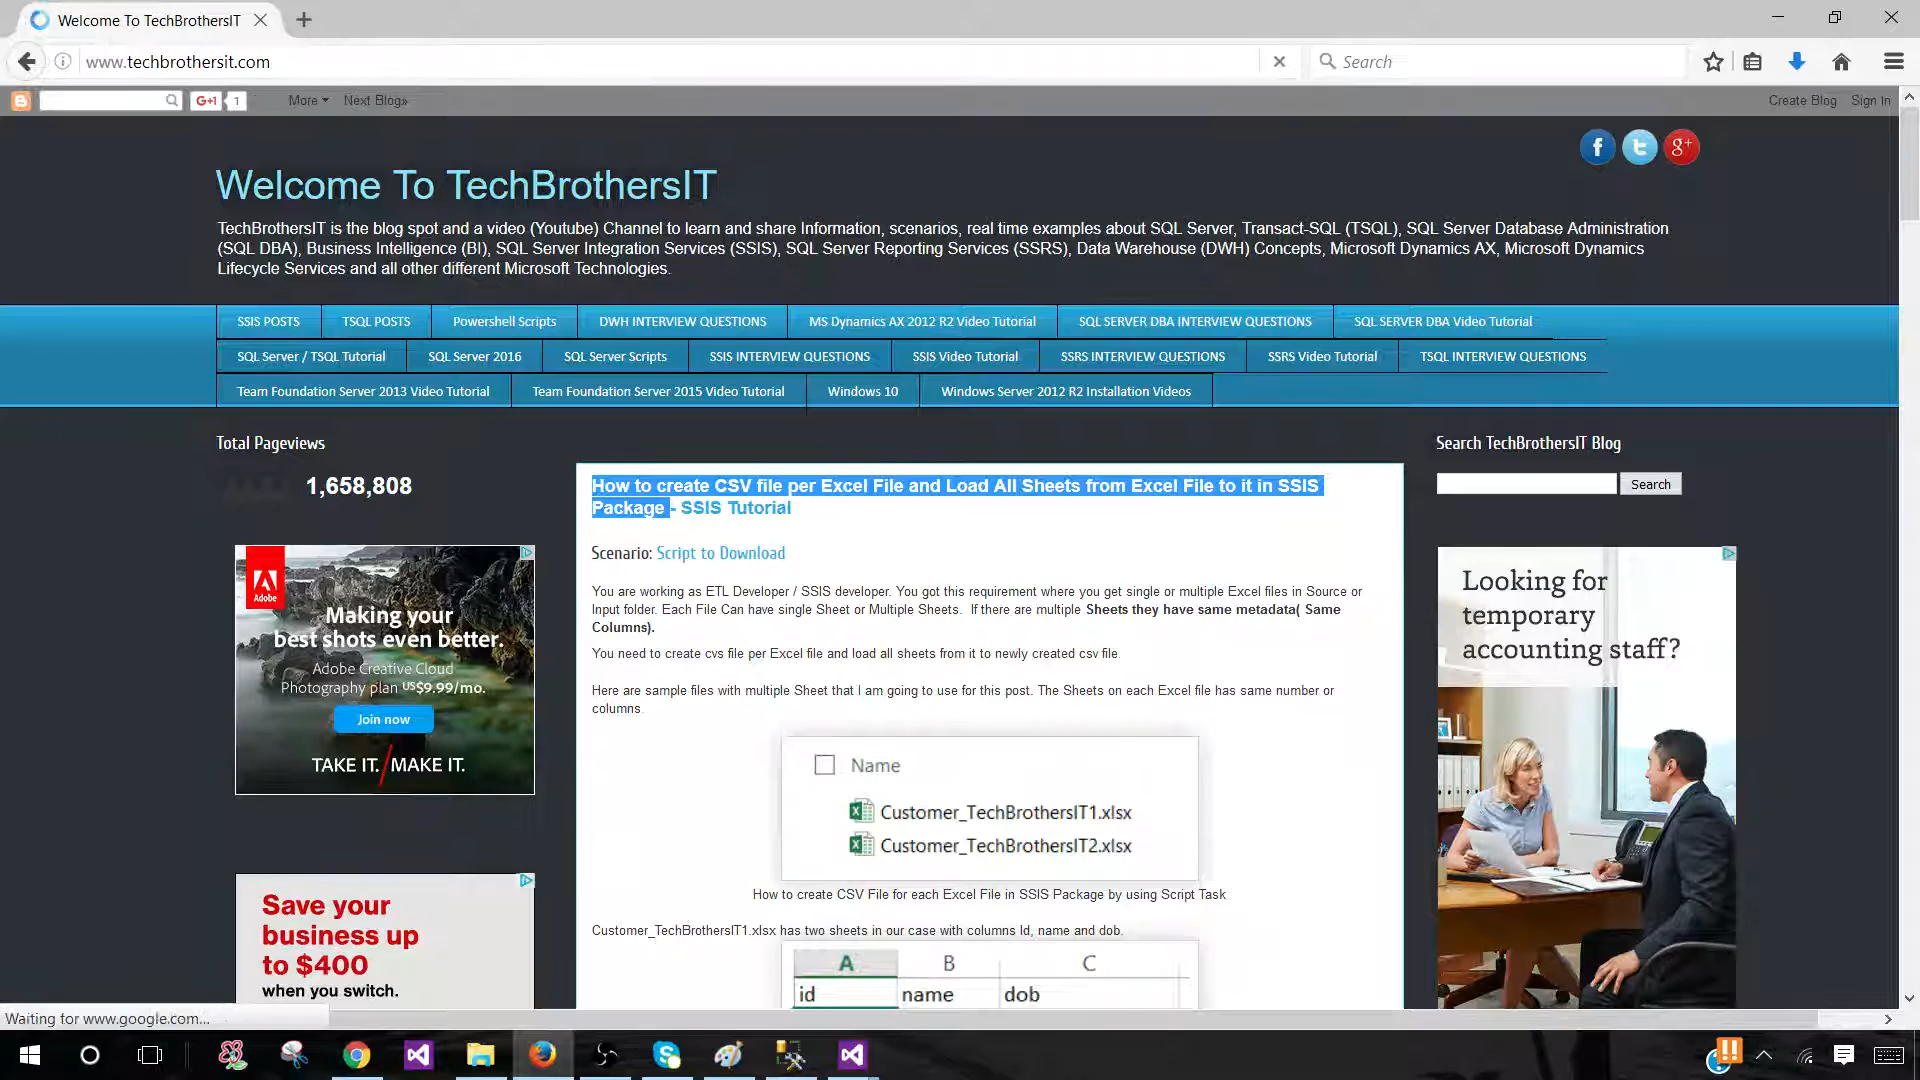 Welcome To TechBrothersIT
www.techbrothersit.com
Search
G+1 1
More
Next Blog»
Create Blog
Sign In
f
t
g+
Welcome To TechBrothersIT
TechBrothersIT is the blog spot and a video (Youtube) Channel to learn and share Information, scenarios, real time examples about SQL Server, Transact-SQL (TSQL), SQL Server Database Administration
(SQL DBA), Business Intelligence (BI), SQL Server Integration Services (SSIS), SQL Server Reporting Services (SSRS), Data Warehouse (DWH) Concepts, Microsoft Dynamics AX, Microsoft Dynamics
Lifecycle Services and all other different Microsoft Technologies.
SSIS POSTS
TSQL POSTS
Powershell Scripts
DWH INTERVIEW QUESTIONS
MS Dynamics AX 2012 R2 Video Tutorial
SQL SERVER DBA INTERVIEW QUESTIONS
SQL SERVER DBA Video Tutorial
SQL Server / TSQL Tutorial
SQL Server 2016
SQL Server Scripts
SSIS INTERVIEW QUESTIONS
SSIS Video Tutorial
SSRS INTERVIEW QUESTIONS
SSRS Video Tutorial
TSQL INTERVIEW QUESTIONS
Team Foundation Server 2013 Video Tutorial
Team Foundation Server 2015 Video Tutorial
Windows 10
Windows Server 2012 R2 Installation Videos
Total Pageviews
1,658,808
Adobe
Making your
best shots even better.
Adobe Creative Cloud
Photography plan US$9.99/mo.
Join now
TAKE IT. / MAKE IT.
Save your
business up
to $400
when you switch.
How to create CSV file per Excel File and Load All Sheets from Excel File to it in SSIS
Package - SSIS Tutorial
Scenario: Script to Download
You are working as ETL Developer / SSIS developer. You got this requirement where you get single or multiple Excel files in Source or
Input folder. Each File Can have single Sheet or Multiple Sheets. If there are multiple Sheets they have same metadata( Same
Columns).
You need to create cvs file per Excel file and load all sheets from it to newly created csv file.
Here are sample files with multiple Sheet that I am going to use for this post. The Sheets on each Excel file has same number or
columns.
Name
Customer_TechBrothersIT1.xlsx
Customer_TechBrothersIT2.xlsx
How to create CSV File for each Excel File in SSIS Package by using Script Task
Customer_TechBrothersIT1.xlsx has two sheets in our case with columns Id, name and dob.
A B C
id name dob
Search TechBrothersIT Blog
Search
Looking for
temporary
accounting staff?
Waiting for www.google.com...